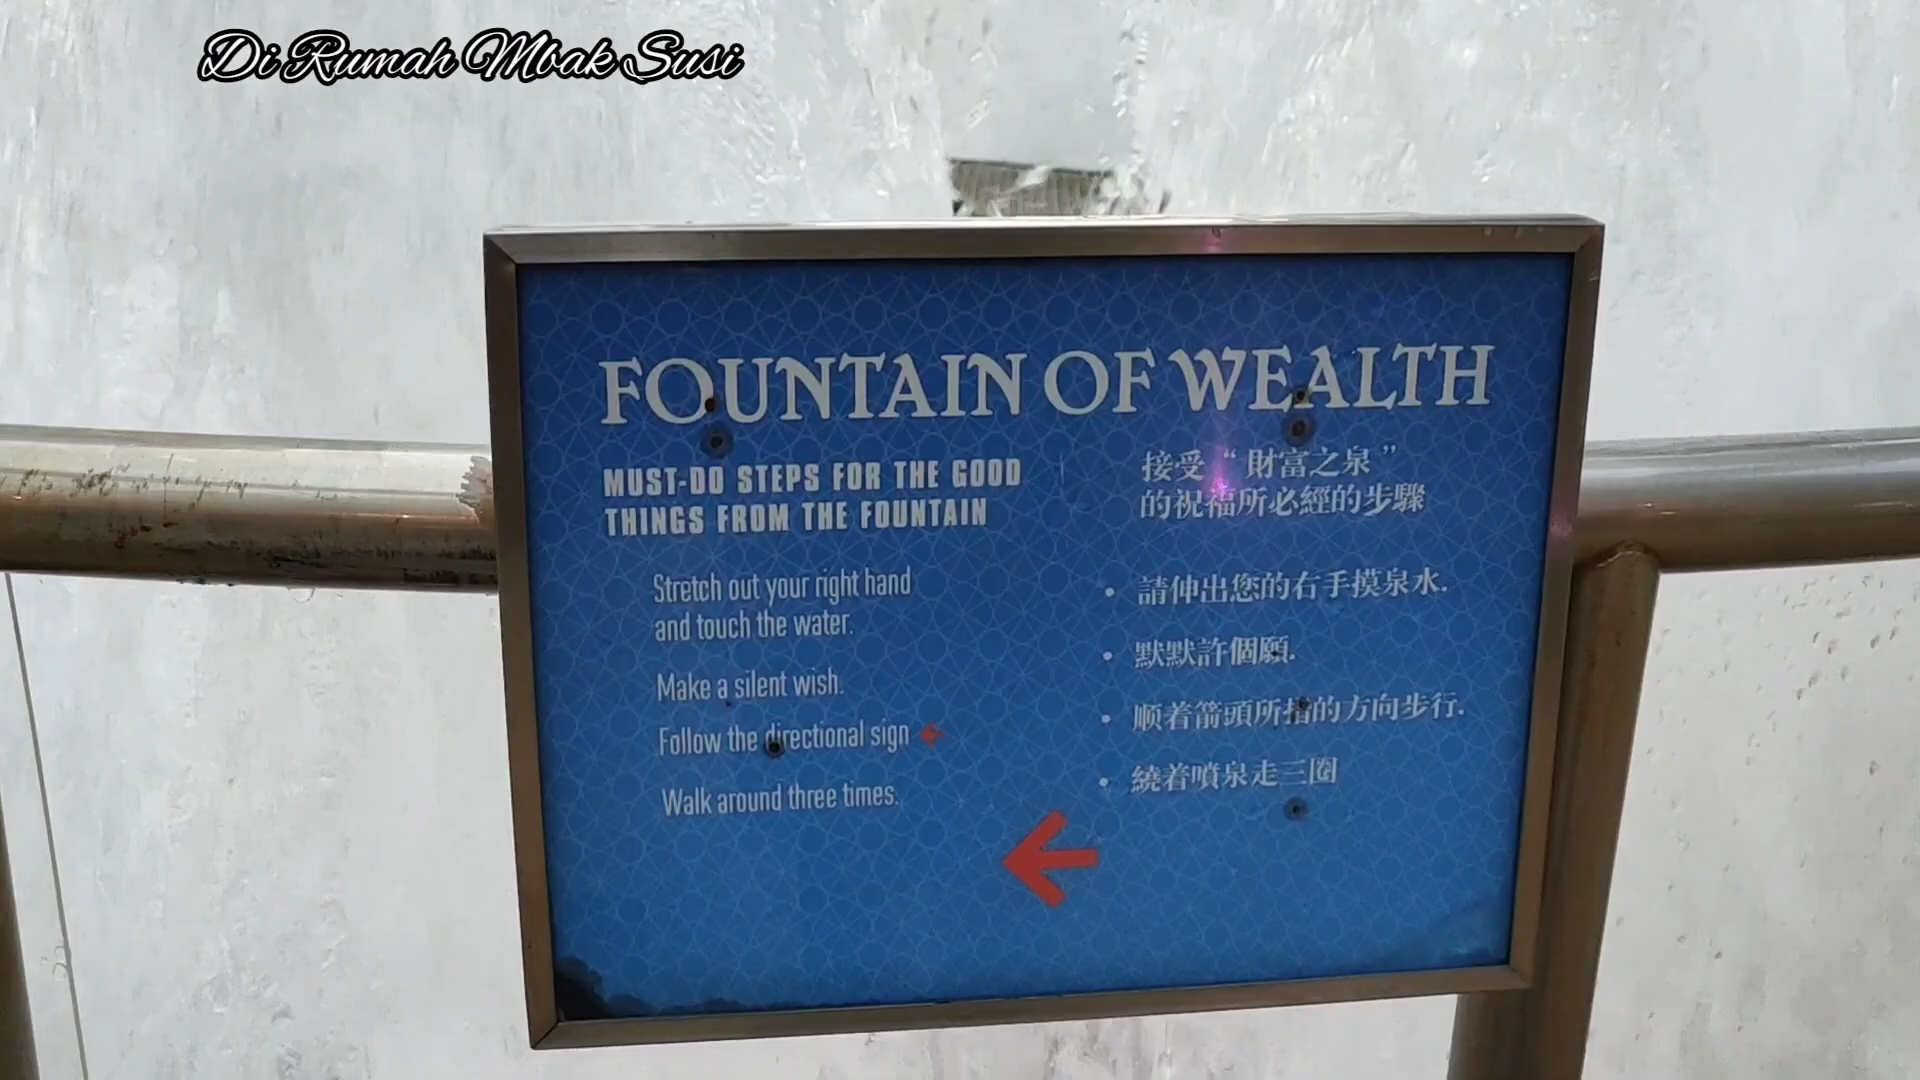 Di Rumah Mbak Susi
FOUNTAIN OF WEALTH
MUST-DO STEPS FOR THE GOOD
THINGS FROM THE FOUNTAIN
Stretch out your right hand
and touch the water.
Make a silent wish.
Follow the directional sign
Walk around three times.
接受“財富之泉”
的祝福所必經的步驟
• 請伸出您的右手摸泉水.
• 默默許個願.
• 顺着箭頭所指的方向步行.
• 繞着噴泉走三圈